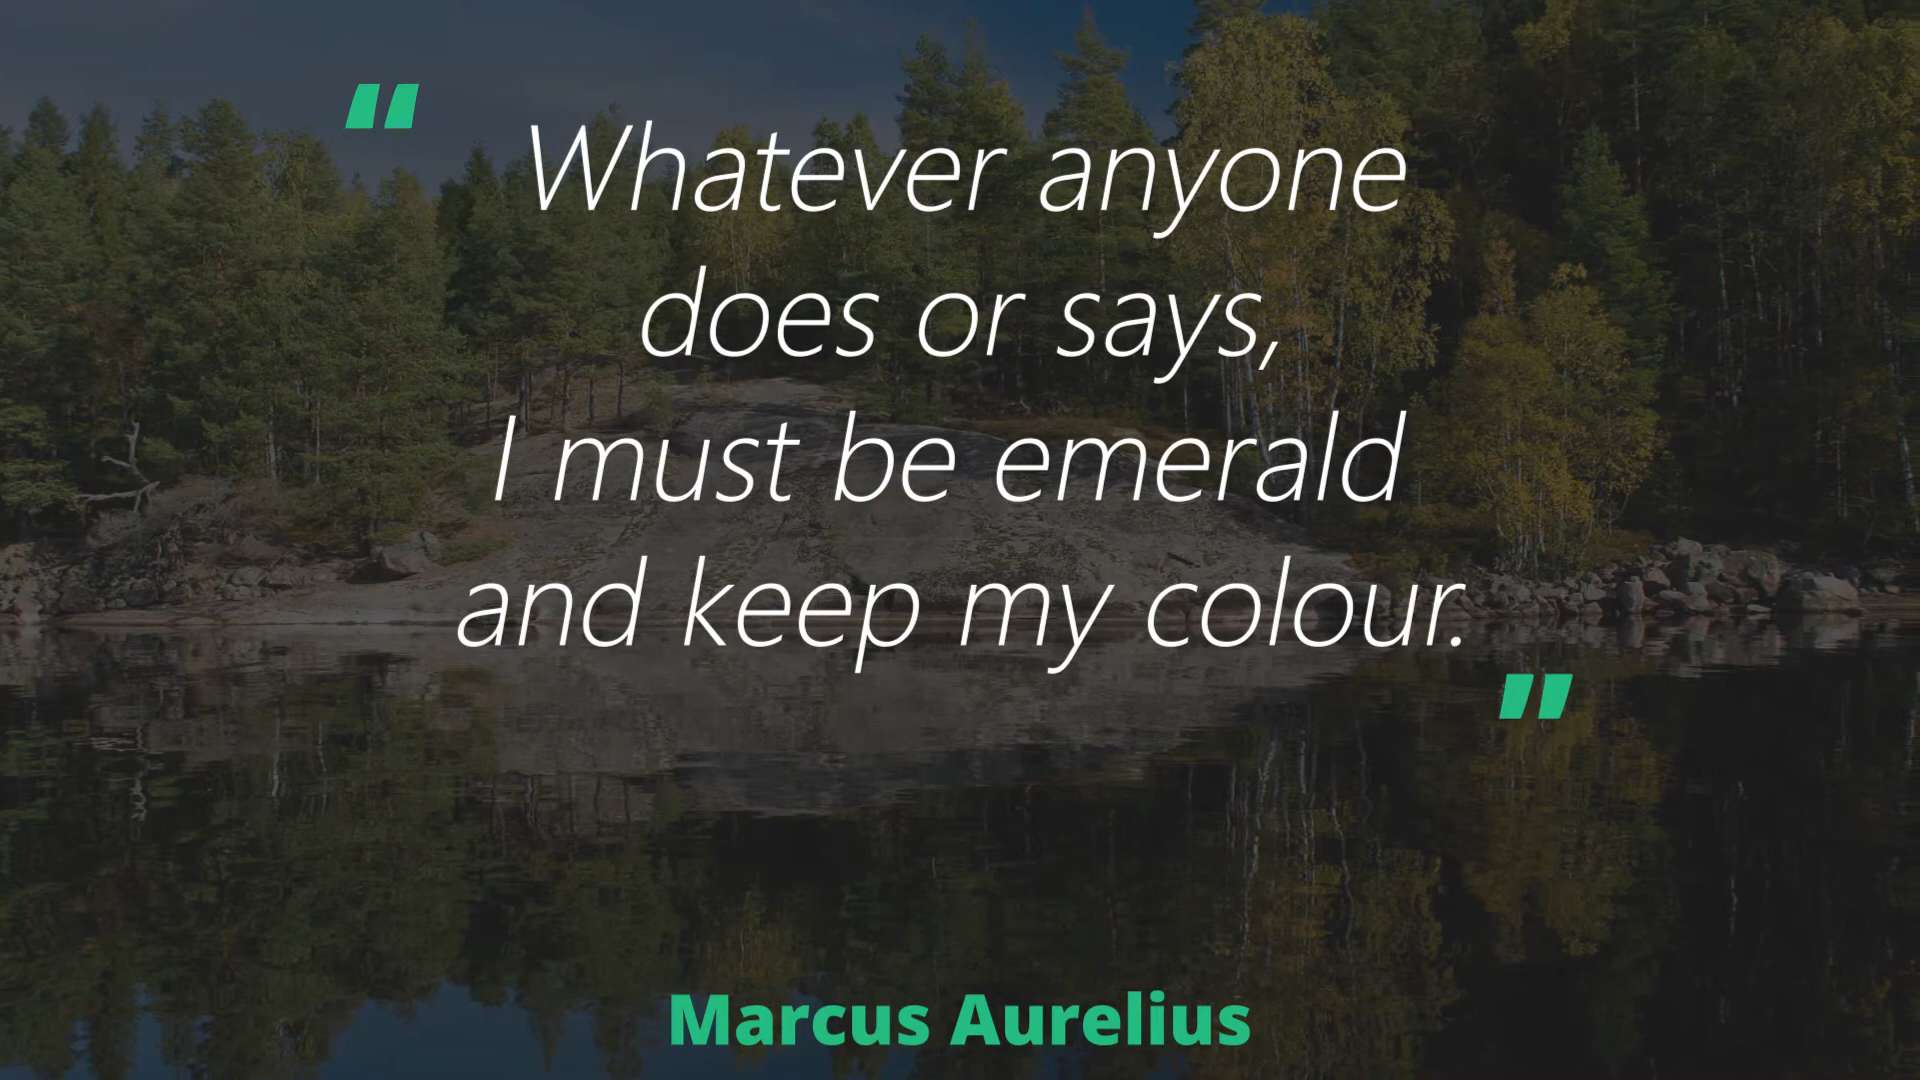 "Whatever anyone
does or says,
I must be emerald
and keep my colour."
Marcus Aurelius